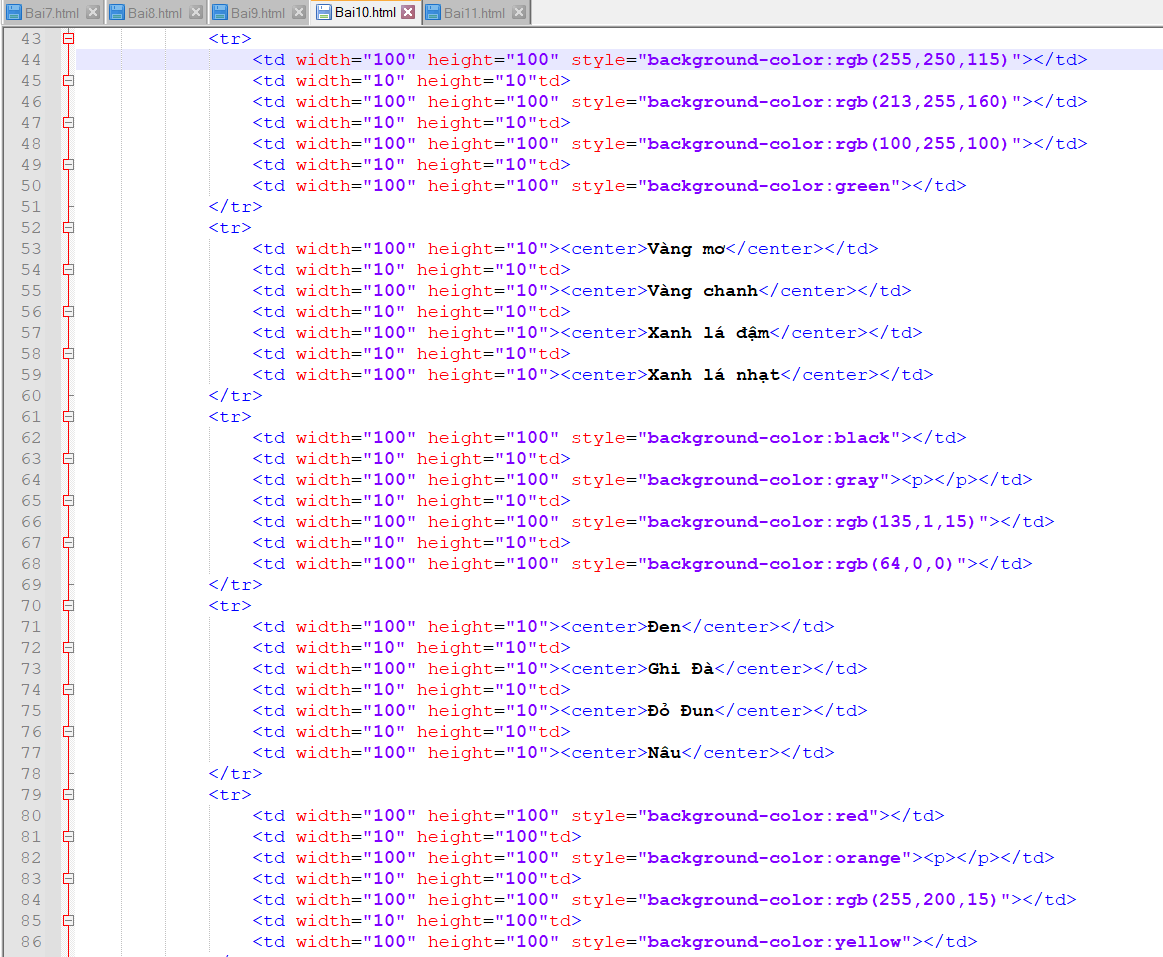 Bai7.html Bai8.html Bai9.html Bai10.html Bai11.html
43 <tr>
44 <td width="100" height="100" style="background-color:rgb(255,250,115)"></td>
45 <td width="10" height="10"td>
46 <td width="100" height="100" style="background-color:rgb(213,255,160)"></td>
47 <td width="10" height="10"td>
48 <td width="100" height="100" style="background-color:rgb(100,255,100)"></td>
49 <td width="10" height="10"td>
50 <td width="100" height="100" style="background-color:green"></td>
51 </tr>
52 <tr>
53 <td width="100" height="10"><center>Vàng mơ</center></td>
54 <td width="10" height="10"td>
55 <td width="100" height="10"><center>Vàng chanh</center></td>
56 <td width="10" height="10"td>
57 <td width="100" height="10"><center>Xanh lá đậm</center></td>
58 <td width="10" height="10"td>
59 <td width="100" height="10"><center>Xanh lá nhạt</center></td>
60 </tr>
61 <tr>
62 <td width="100" height="100" style="background-color:black"></td>
63 <td width="10" height="10"td>
64 <td width="100" height="100" style="background-color:gray"><p></p></td>
65 <td width="10" height="10"td>
66 <td width="100" height="100" style="background-color:rgb(135,1,15)"></td>
67 <td width="10" height="10"td>
68 <td width="100" height="100" style="background-color:rgb(64,0,0)"></td>
69 </tr>
70 <tr>
71 <td width="100" height="10"><center>Đen</center></td>
72 <td width="10" height="10"td>
73 <td width="100" height="10"><center>Ghi Đà</center></td>
74 <td width="10" height="10"td>
75 <td width="100" height="10"><center>Đỏ Đun</center></td>
76 <td width="10" height="10"td>
77 <td width="100" height="10"><center>Nâu</center></td>
78 </tr>
79 <tr>
80 <td width="100" height="100" style="background-color:red"></td>
81 <td width="10" height="100"td>
82 <td width="100" height="100" style="background-color:orange"><p></p></td>
83 <td width="10" height="100"td>
84 <td width="100" height="100" style="background-color:rgb(255,200,15)"></td>
85 <td width="10" height="100"td>
86 <td width="100" height="100" style="background-color:yellow"></td>